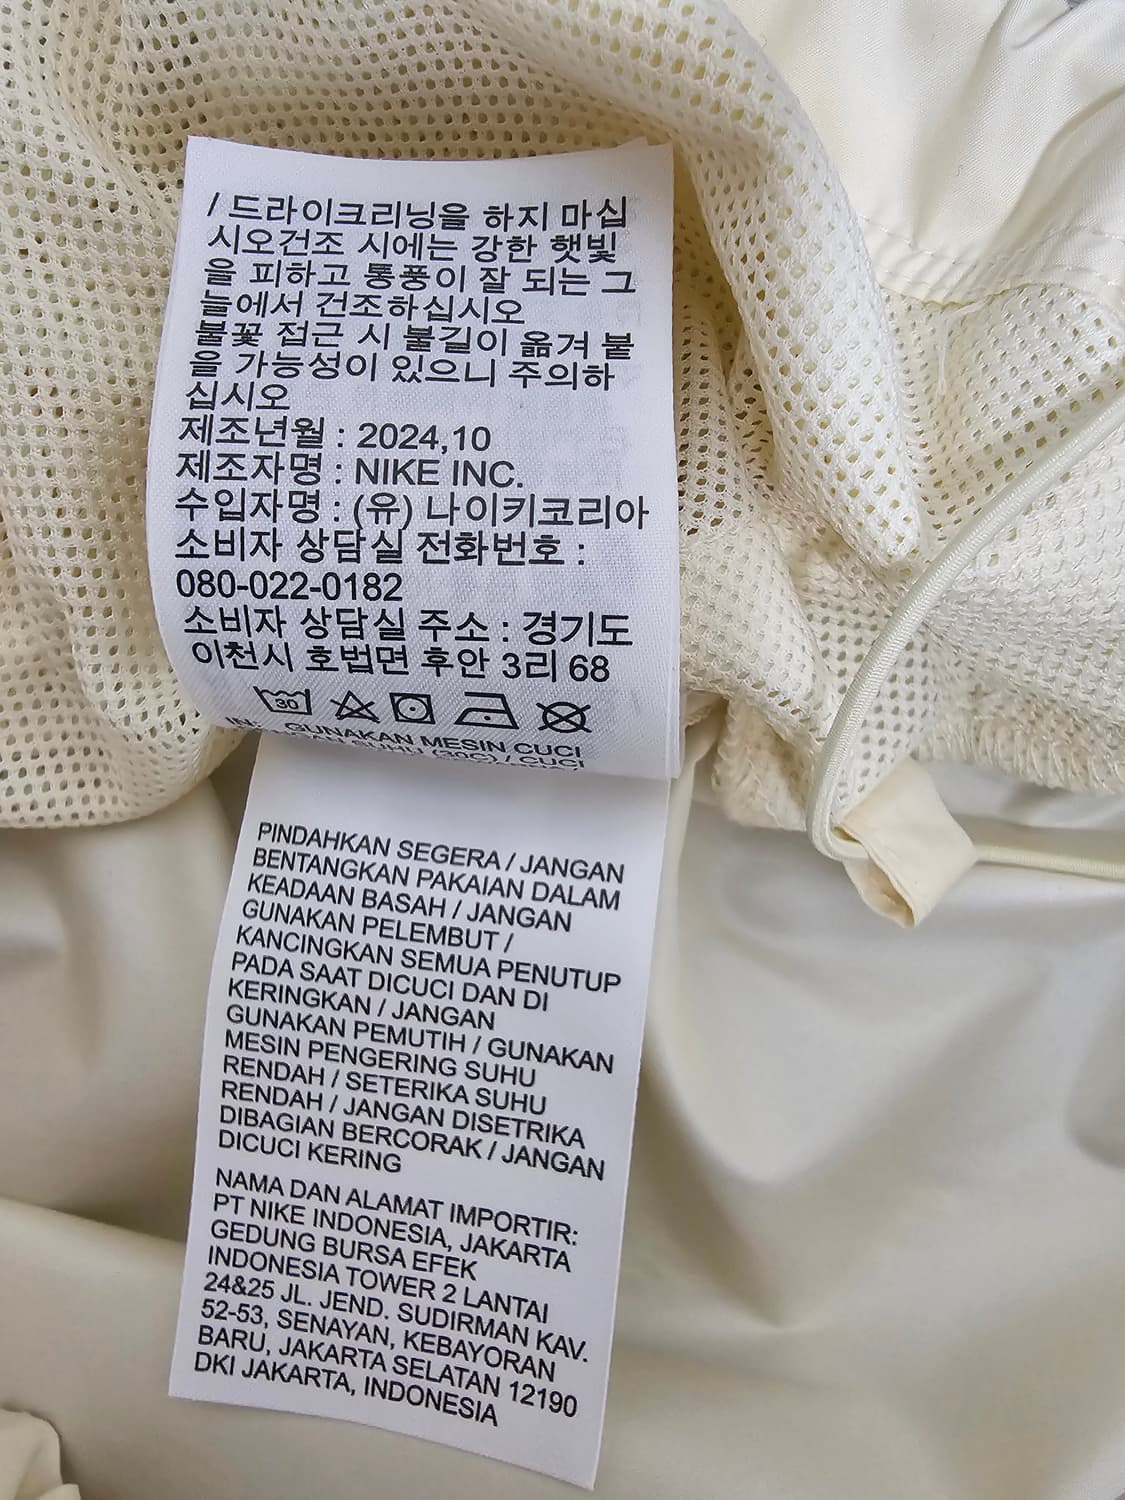 / 드라이크리닝을 하지 마십
시오건조 시에는 강한 햇빛
을 피하고 통풍이 잘 되는 그
늘에서 건조하십시오
불꽃 접근 시 불길이 옮겨 붙
을 가능성이 있으니 주의하
십시오
제조년월 : 2024,10
제조자명 : NIKE INC.
수입자명 : (유) 나이키코리아
소비자 상담실 전화번호 :
080-022-0182
소비자 상담실 주소 : 경기도
이천시 호법면 후안 3리 68
30
IN: GUNAKAN MESIN CUCI
SUHU (30C) / CUCI
PINDAHKAN SEGERA / JANGAN
BENTANGKAN PAKAIAN DALAM
KEADAAN BASAH / JANGAN
GUNAKAN PELEMBUT /
KANCINGKAN SEMUA PENUTUP
PADA SAAT DICUCI DAN DI
KERINGKAN / JANGAN
GUNAKAN PEMUTIH / GUNAKAN
MESIN PENGERING SUHU
RENDAH / SETERIKA SUHU
RENDAH / JANGAN DISETRIKA
DIBAGIAN BERCORAK / JANGAN
DICUCI KERING
NAMA DAN ALAMAT IMPORTIR:
PT NIKE INDONESIA, JAKARTA
GEDUNG BURSA EFEK
INDONESIA TOWER 2 LANTAI
24&25 JL. JEND. SUDIRMAN KAV.
52-53, SENAYAN, KEBAYORAN
BARU, JAKARTA SELATAN 12190
DKI JAKARTA, INDONESIA